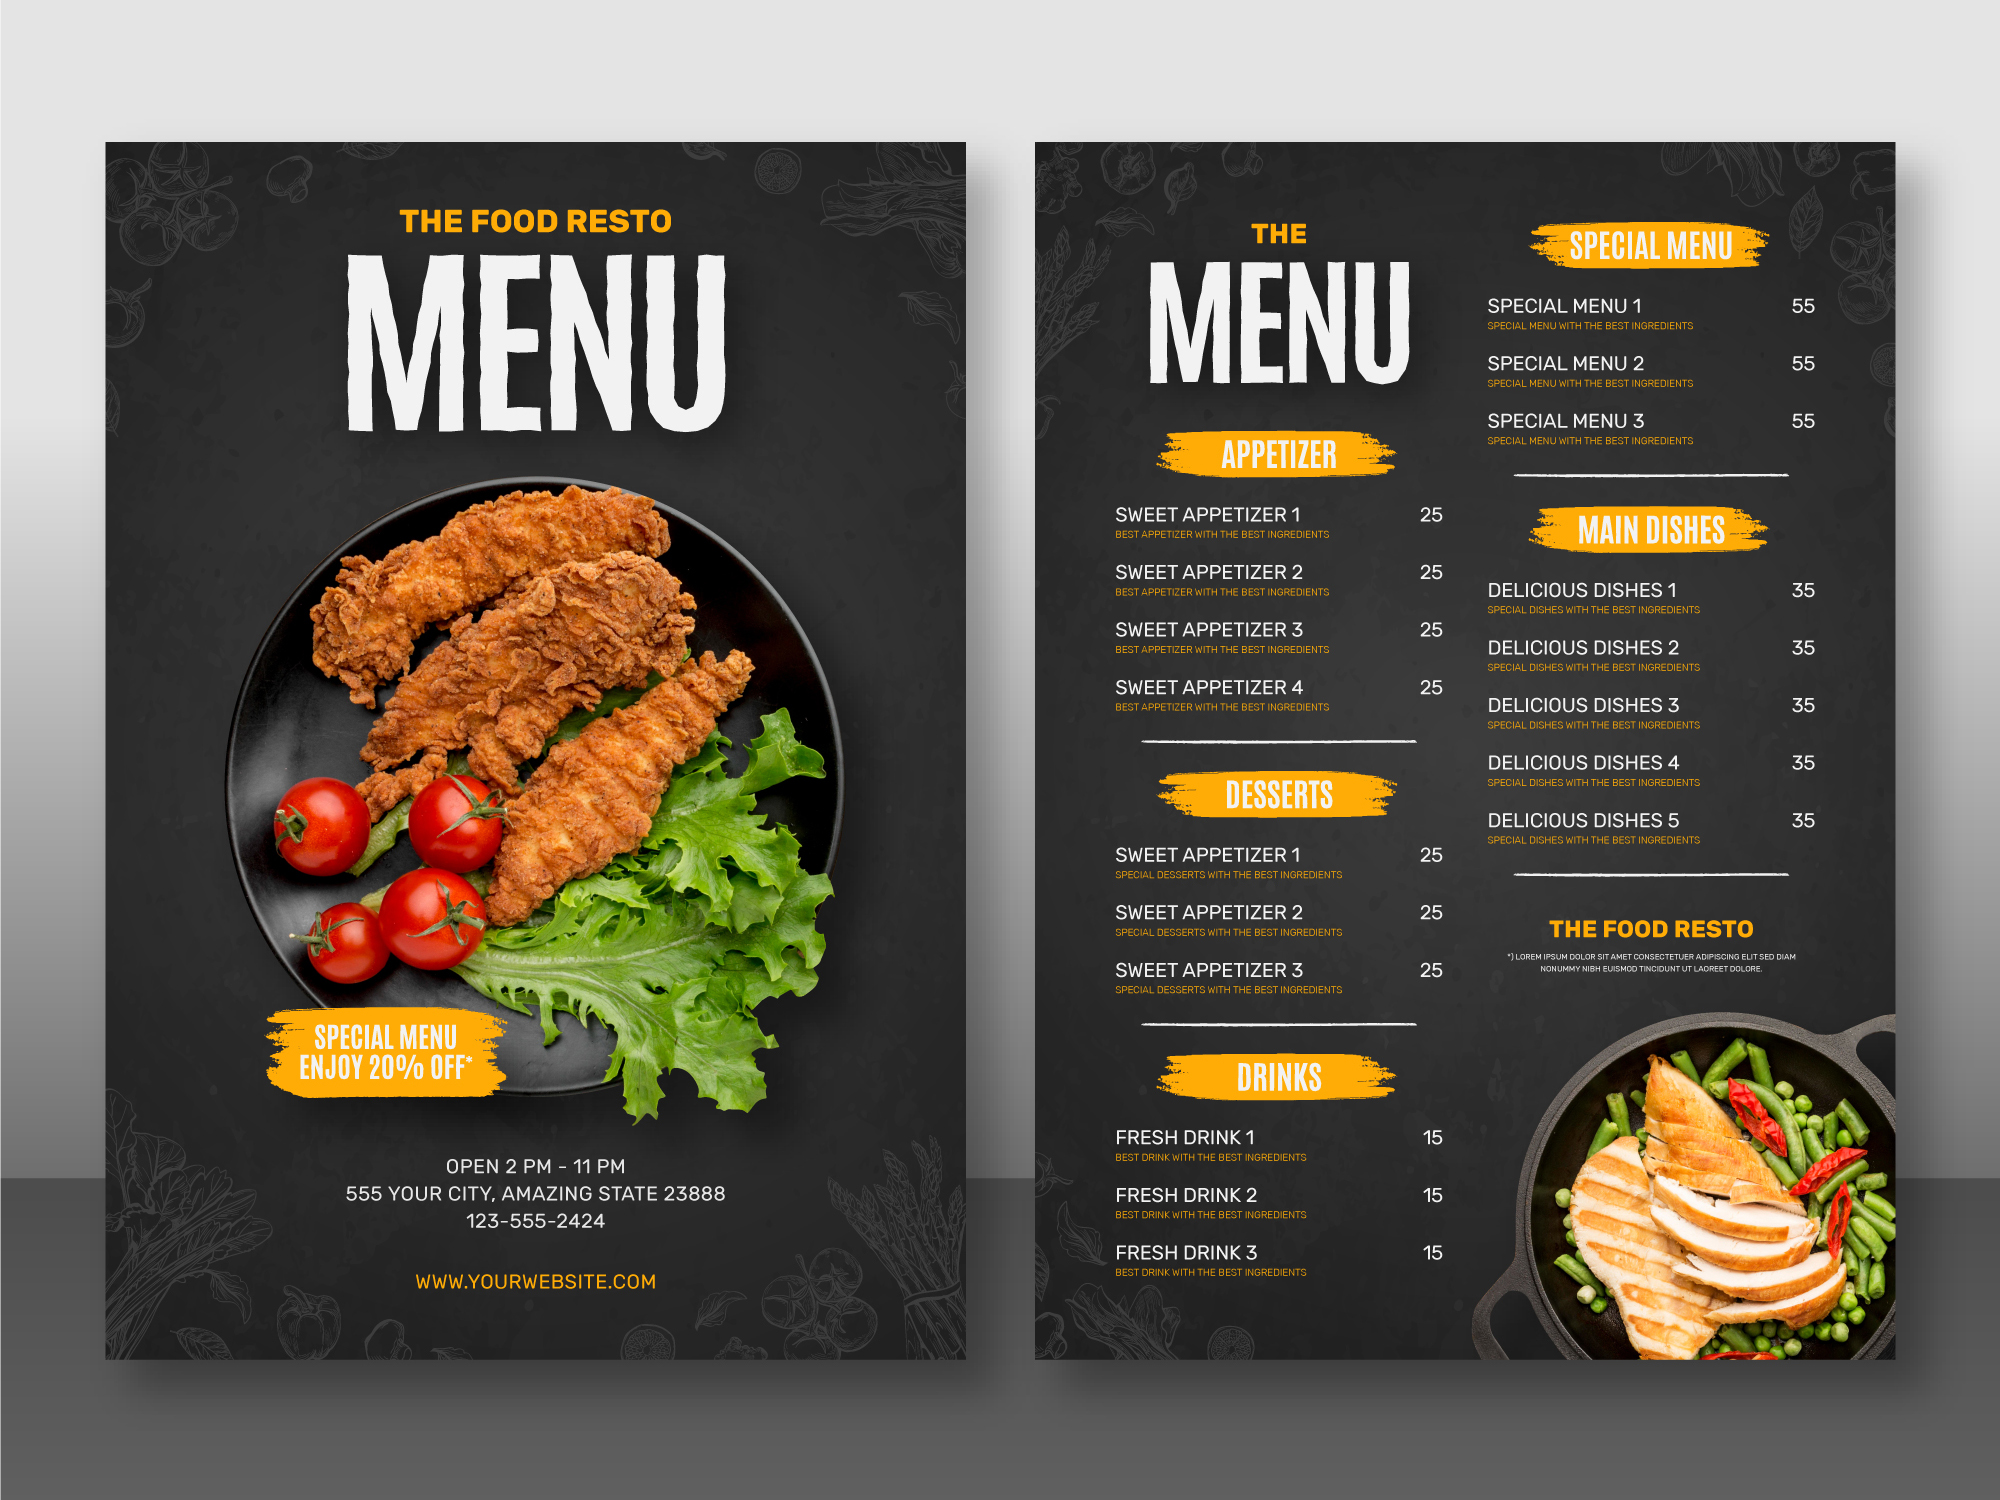 THE FOOD RESTO
MENU
SPECIAL MENU
ENJOY 20% OFF*
OPEN 2 PM - 11 PM
555 YOUR CITY, AMAZING STATE 23888
123-555-2424
WWW.YOURWEBSITE.COM
THE
MENU
APPETIZER
SWEET APPETIZER 1 25
BEST APPETIZER WITH THE BEST INGREDIENTS
SWEET APPETIZER 2 25
BEST APPETIZER WITH THE BEST INGREDIENTS
SWEET APPETIZER 3 25
BEST APPETIZER WITH THE BEST INGREDIENTS
SWEET APPETIZER 4 25
BEST APPETIZER WITH THE BEST INGREDIENTS
DESSERTS
SWEET APPETIZER 1 25
SPECIAL DESSERTS WITH THE BEST INGREDIENTS
SWEET APPETIZER 2 25
SPECIAL DESSERTS WITH THE BEST INGREDIENTS
SWEET APPETIZER 3 25
SPECIAL DESSERTS WITH THE BEST INGREDIENTS
DRINKS
FRESH DRINK 1 15
BEST DRINK WITH THE BEST INGREDIENTS
FRESH DRINK 2 15
BEST DRINK WITH THE BEST INGREDIENTS
FRESH DRINK 3 15
BEST DRINK WITH THE BEST INGREDIENTS
SPECIAL MENU
SPECIAL MENU 1 55
SPECIAL MENU WITH THE BEST INGREDIENTS
SPECIAL MENU 2 55
SPECIAL MENU WITH THE BEST INGREDIENTS
SPECIAL MENU 3 55
SPECIAL MENU WITH THE BEST INGREDIENTS
MAIN DISHES
DELICIOUS DISHES 1 35
SPECIAL DISHES WITH THE BEST INGREDIENTS
DELICIOUS DISHES 2 35
SPECIAL DISHES WITH THE BEST INGREDIENTS
DELICIOUS DISHES 3 35
SPECIAL DISHES WITH THE BEST INGREDIENTS
DELICIOUS DISHES 4 35
SPECIAL DISHES WITH THE BEST INGREDIENTS
DELICIOUS DISHES 5 35
SPECIAL DISHES WITH THE BEST INGREDIENTS
THE FOOD RESTO
*) LOREM IPSUM DOLOR SIT AMET CONSECTETUER ADIPISCING ELIT SED DIAM
NONUMMY NIBH EUISMOD TINCIDUNT UT LAOREET DOLORE.